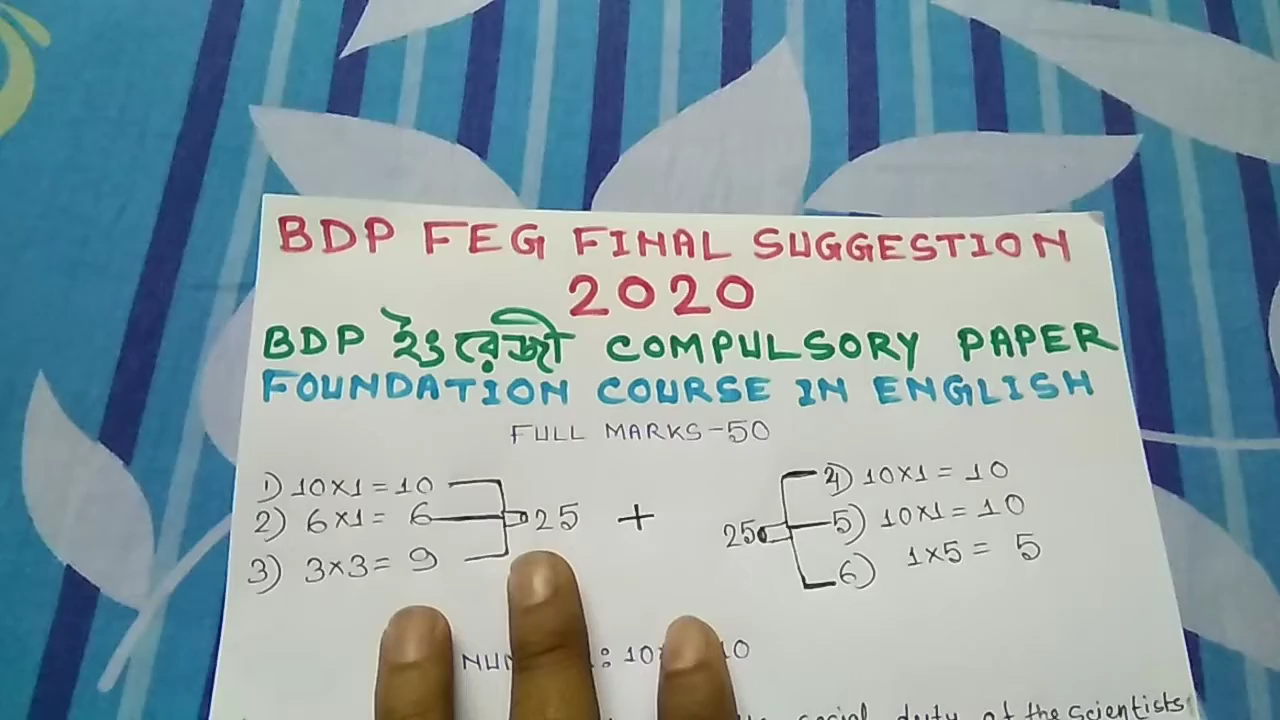 BDP FEG FINAL SUGGESTION
2020
BDP ইংরেজী COMPULSORY PAPER
FOUNDATION COURSE IN ENGLISH
FULL MARKS-50
1) 10×1=10
2) 6×1= 6
3) 3×3= 9
25 + 25
4) 10×1= 10
5) 10×1=10
6) 1×5= 5
social duty of the scientists